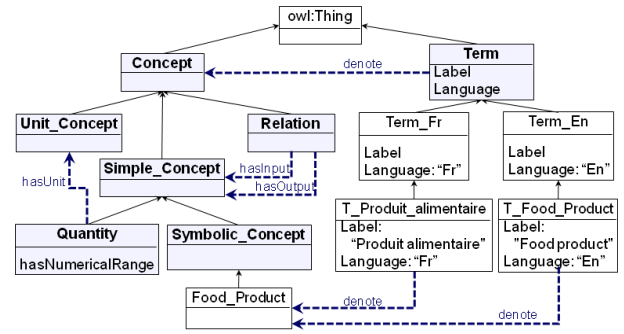 owl:Thing
Concept
denote
Term
Label
Language
Unit_Concept
Relation
Term_Fr
Label
Language: "Fr"
Term_En
Label
Language: "En"
Simple_Concept
hasInput
hasOutput
hasUnit
Quantity
hasNumericalRange
Symbolic_Concept
T_Produit_alimentaire
Label:
"Produit alimentaire"
Language: "Fr"
T_Food_Product
Label:
"Food product"
Language: "En"
Food_Product
denote
denote